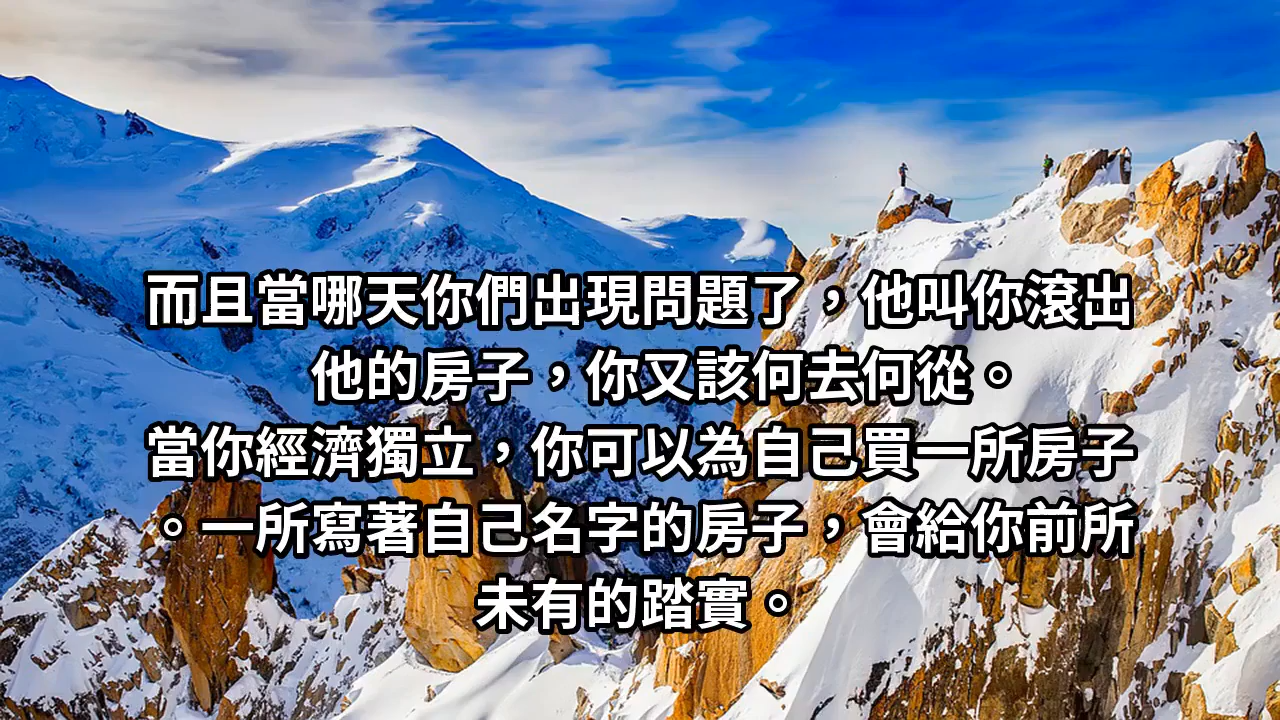 而且當哪天你們出現問題了，他叫你滾出
他的房子，你又該何去何從。
當你經濟獨立，你可以為自己買一所房子
。一所寫著自己名字的房子，會給你前所
未有的踏實。